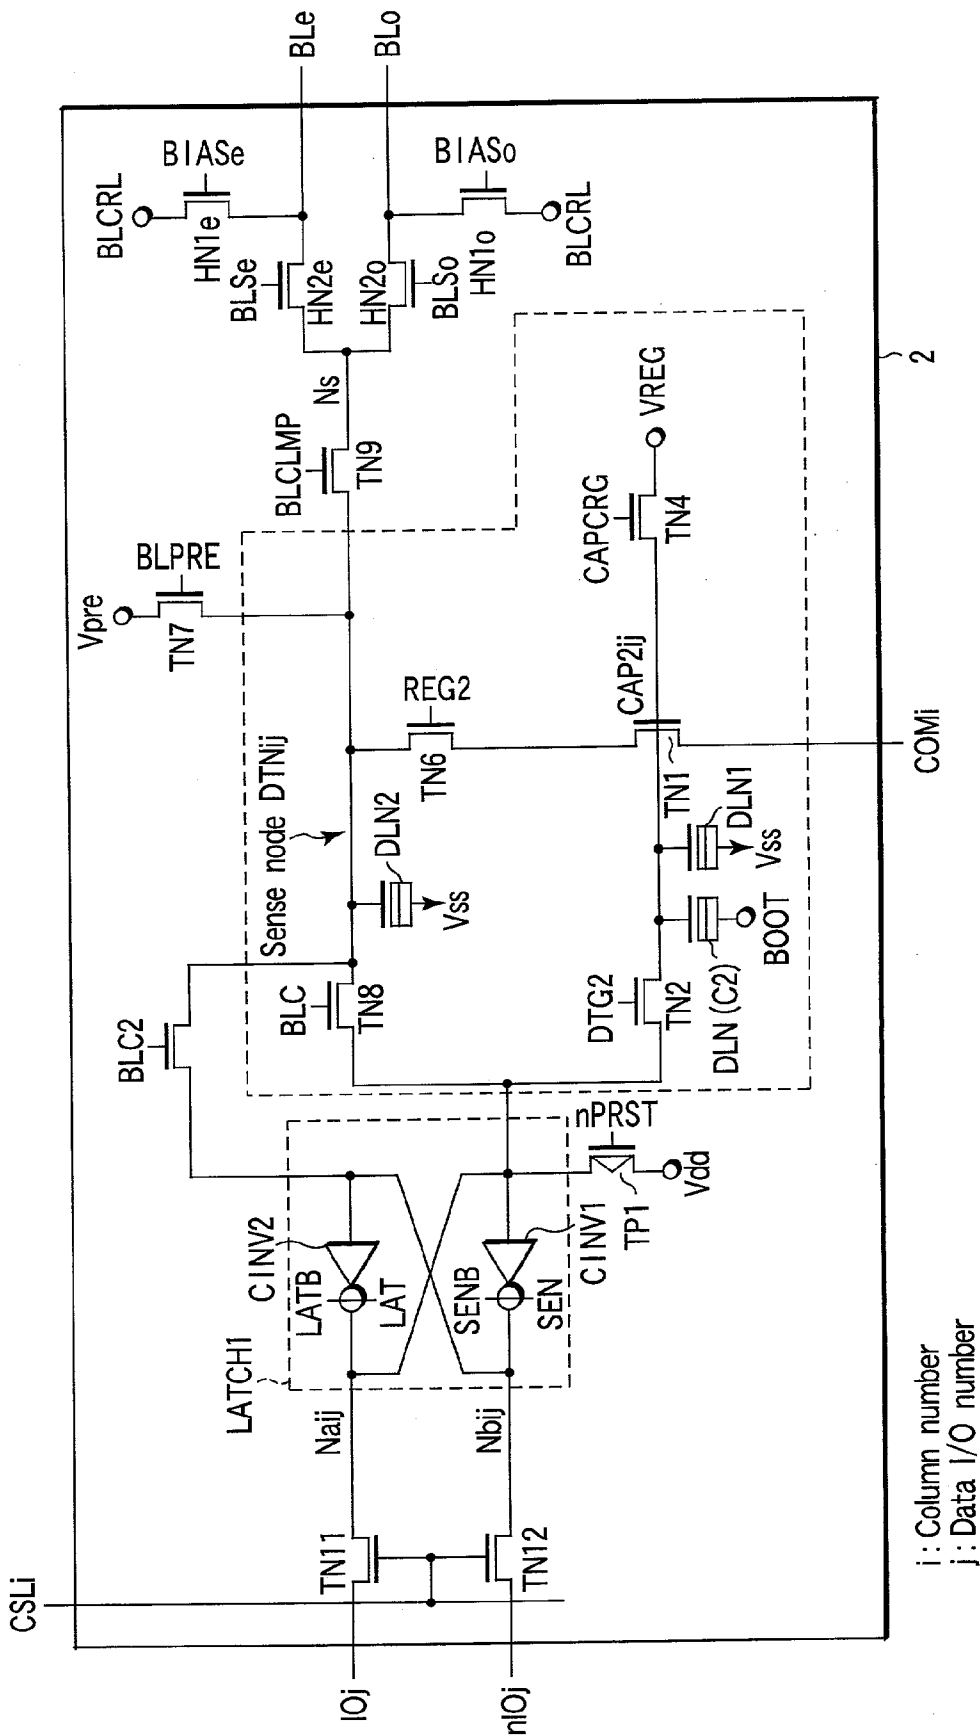 BLe
BLo
BLCRL
BIASe
HN1e
BIASo
HN1o
BLCRL
BLSe
HN2e
HN2o
BLSo
Ns
BLCLMP
TN9
2
VREG
CAPCRG
TN4
Vpre
BLPRE
TN7
REG2
TN6
CAP2ij
TN1
COMi
Sense node DTNij
DLN2
Vss
DLN1
Vss
BLC2
BLC
TN8
DTG2
TN2
DLN (C2)
BOOT
nPRST
TP1
Vdd
LATCH1
CINV2
LATB
LAT
SENB
SEN
CINV1
Naij
Nbij
CSLi
TN11
TN12
IOj
nIOj
i : Column number
j : Data I/O number